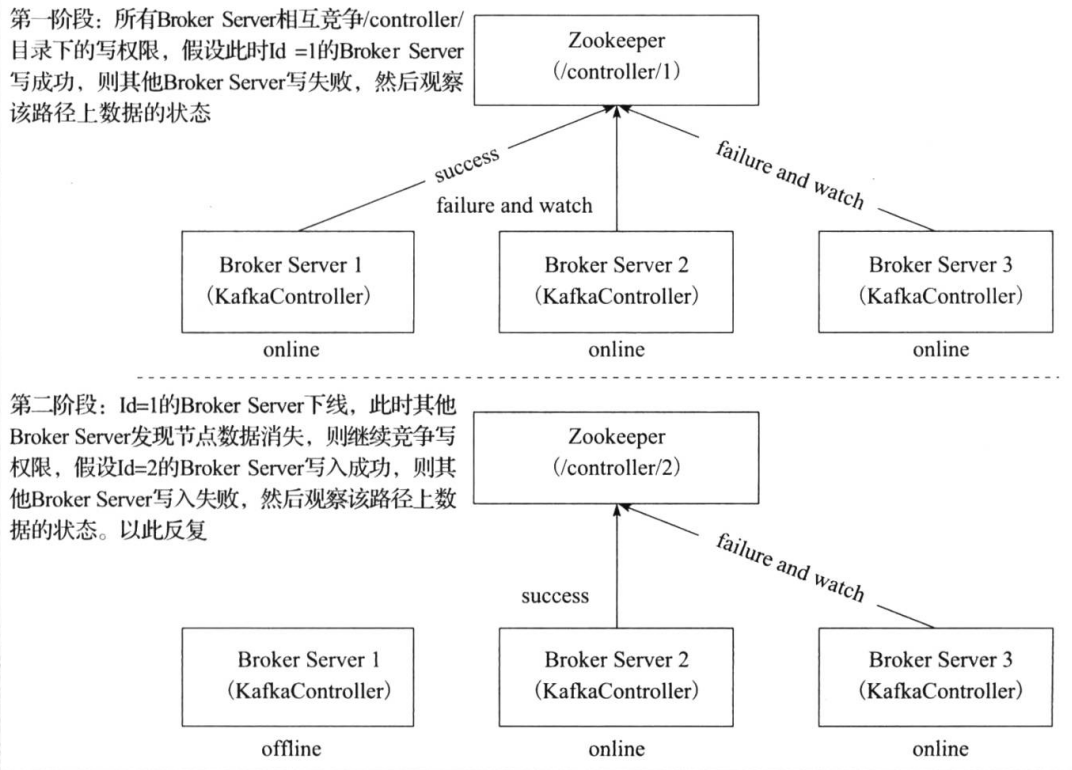 第一阶段：所有Broker Server相互竞争/controller/
目录下的写权限，假设此时Id =1的Broker Server
写成功，则其他Broker Server写失败，然后观察
该路径上数据的状态
Zookeeper
(/controller/1)
success
failure and watch
failure and watch
Broker Server 1
（KafkaController）
online
Broker Server 2
（KafkaController）
online
Broker Server 3
（KafkaController）
online
第二阶段：Id=1的Broker Server下线，此时其他
Broker Server发现节点数据消失，则继续竞争写
权限，假设Id=2的Broker Server写入成功，则其
他Broker Server写入失败，然后观察该路径上数
据的状态。以此反复
Zookeeper
(/controller/2)
success
failure and watch
Broker Server 1
（KafkaController）
offline
Broker Server 2
（KafkaController）
online
Broker Server 3
（KafkaController）
online